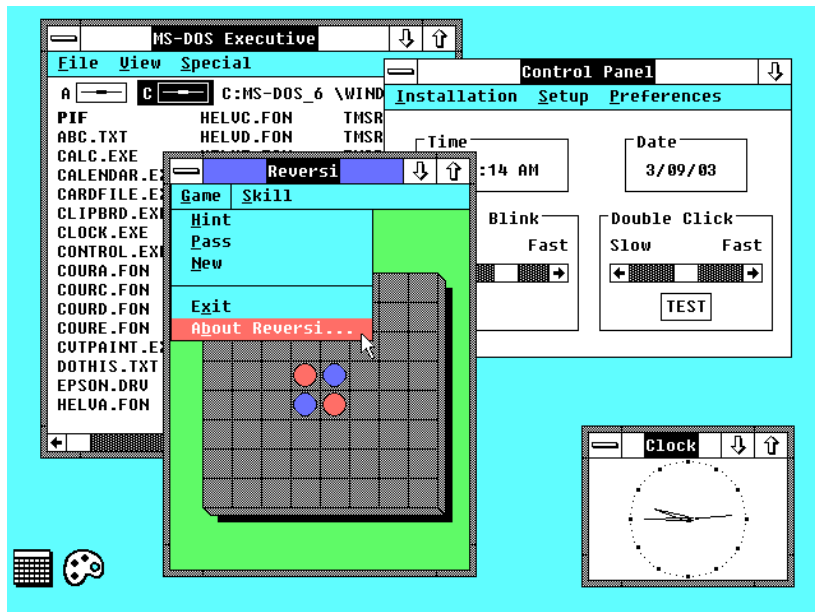 MS-DOS Executive
File View Special
A C C:MS-DOS_6 \WIND
PIF HELVC.FON TMSR
ABC.TXT HELVD.FON TMSR
CALC.EXE
CALENDAR.E
CARDFILE.E
CLIPBRD.EX
CLOCK.EXE
CONTROL.EX
COURA.FON
COURC.FON
COURD.FON
COURE.FON
CVTPAINT.E
DOTHIS.TXT
EPSON.DRV
HELVA.FON
Control Panel
Installation Setup Preferences
Time
:14 AM
Date
3/09/03
Blink
Fast
Double Click
Slow Fast
TEST
Reversi
Game Skill
Hint
Pass
New
Exit
About Reversi...
Clock